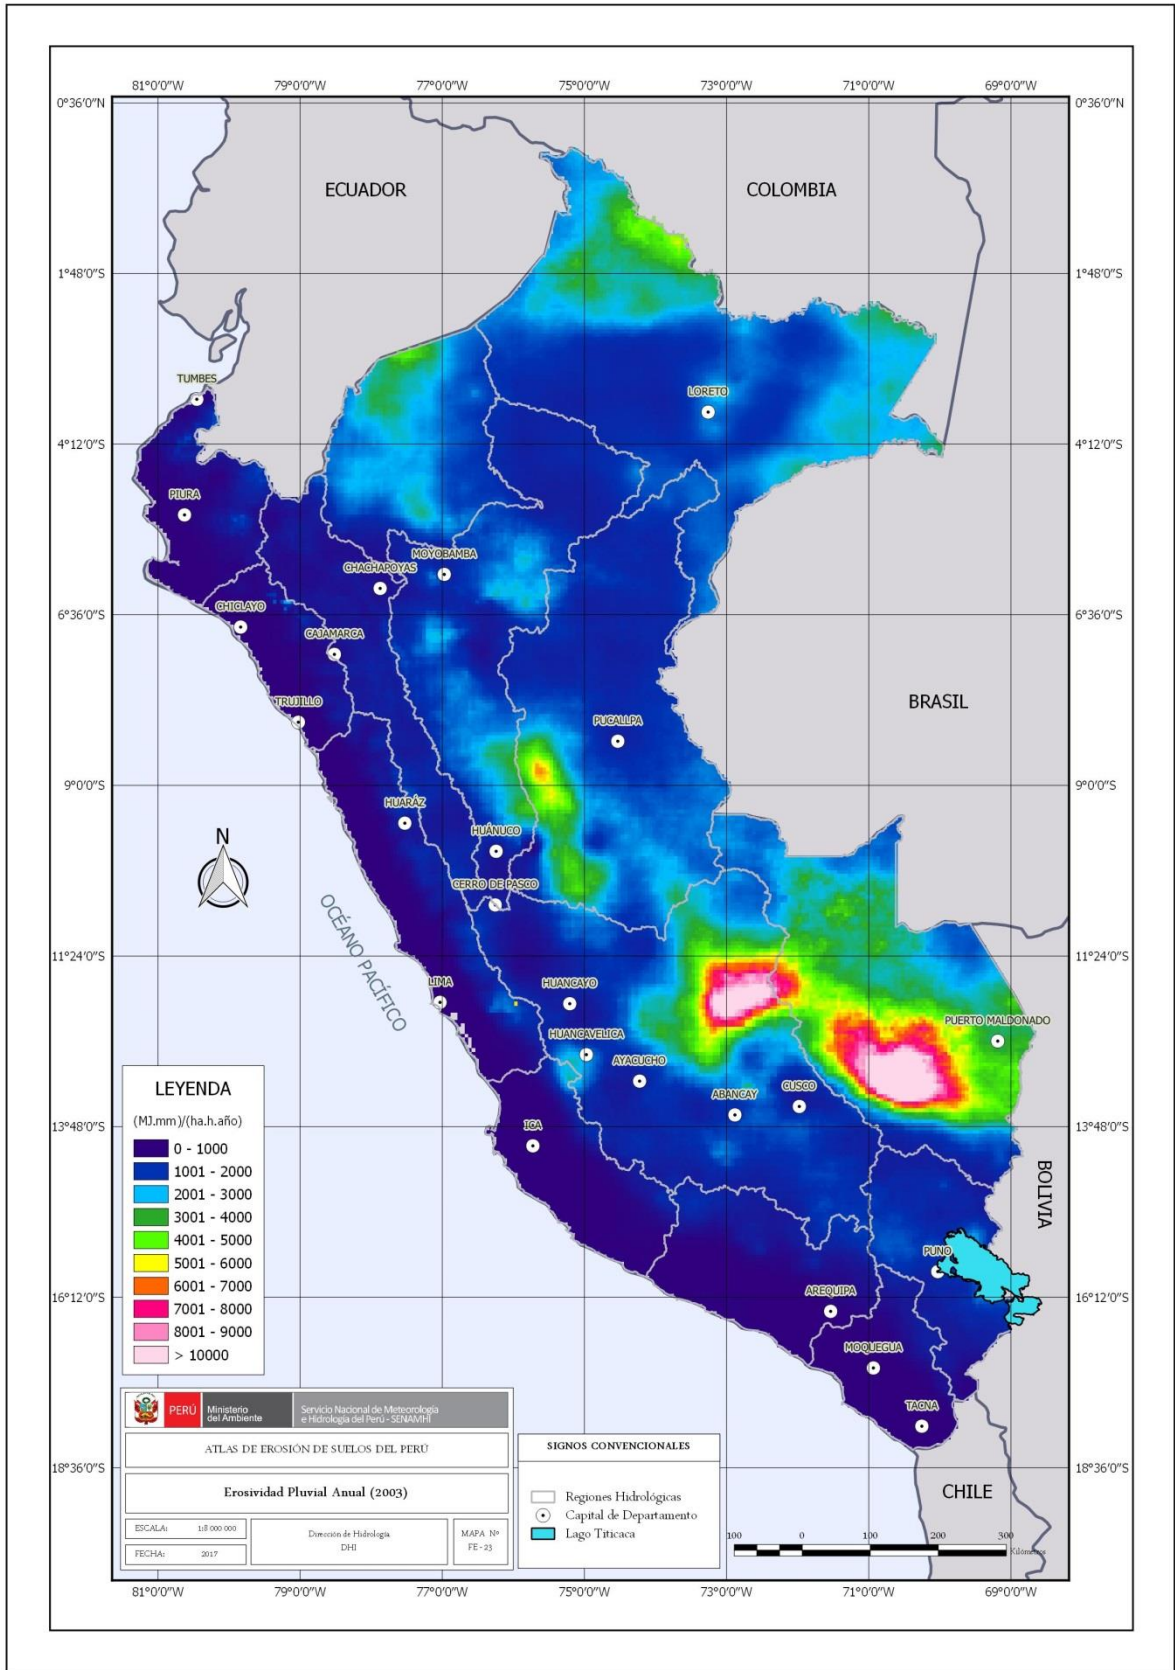 81°0'0"W 79°0'0"W 77°0'0"W 75°0'0"W 73°0'0"W 71°0'0"W 69°0'0"W
0°36'0"N 0°36'0"N
ECUADOR
COLOMBIA
1°48'0"S 1°48'0"S
TUMBES
LORETO
4°12'0"S 4°12'0"S
PIURA
MOYOBAMBA
CHACHAPOYAS
6°36'0"S 6°36'0"S
CHICLAYO
CAJAMARCA
TRUJILLO
BRASIL
PUCALLPA
9°0'0"S 9°0'0"S
HUARÁZ
N
HUÁNUCO
CERRO DE PASCO
OCÉANO PACÍFICO
11°24'0"S 11°24'0"S
LIMA
HUANCAYO
PUERTO MALDONADO
HUANCAVELICA
AYACUCHO
ABANCAY
CUSCO
13°48'0"S 13°48'0"S
ICA
BOLIVIA
PUNO
16°12'0"S 16°12'0"S
AREQUIPA
MOQUEGUA
TACNA
18°36'0"S 18°36'0"S
CHILE
LEYENDA
(MJ.mm)/(ha.h.año)
0 - 1000
1001 - 2000
2001 - 3000
3001 - 4000
4001 - 5000
5001 - 6000
6001 - 7000
7001 - 8000
8001 - 9000
> 10000
PERÚ
Ministerio
del Ambiente
Servicio Nacional de Meteorología
e Hidrología del Perú - SENAMHI
ATLAS DE EROSIÓN DE SUELOS DEL PERÚ
Erosividad Pluvial Anual (2003)
ESCALA: 1:8 000 000
FECHA: 2017
Dirección de Hidrología
DHI
MAPA Nº
FE - 23
SIGNOS CONVENCIONALES
Regiones Hidrológicas
Capital de Departamento
Lago Titicaca
100 0 100 200 300
Kilómetros
81°0'0"W 79°0'0"W 77°0'0"W 75°0'0"W 73°0'0"W 71°0'0"W 69°0'0"W